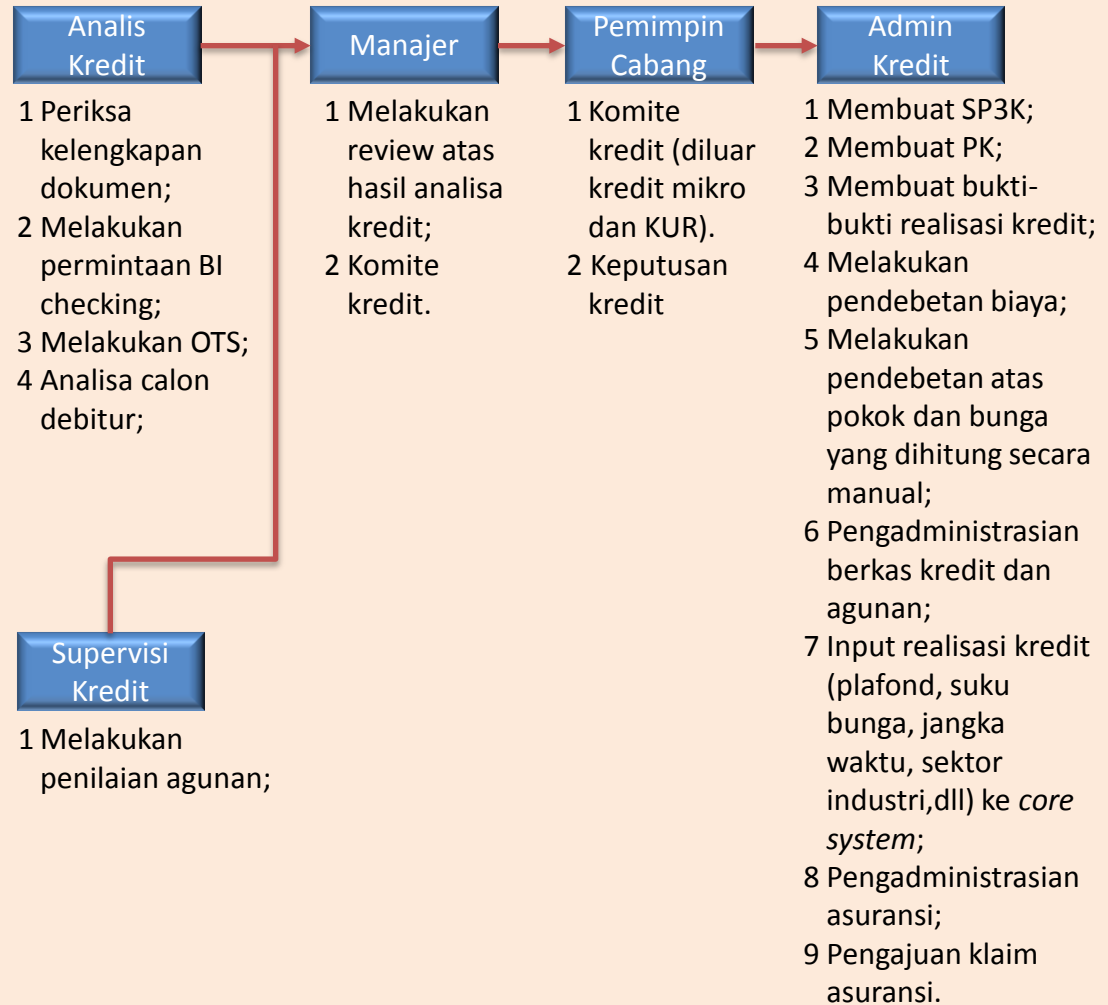 Analis
Kredit
1 Periksa
kelengkapan
dokumen;
2 Melakukan
permintaan BI
checking;
3 Melakukan OTS;
4 Analisa calon
debitur;
Supervisi
Kredit
1 Melakukan
penilaian agunan;
Manajer
1 Melakukan
review atas
hasil analisa
kredit;
2 Komite
kredit.
Pemimpin
Cabang
1 Komite
kredit (diluar
kredit mikro
dan KUR).
2 Keputusan
kredit
Admin
Kredit
1 Membuat SP3K;
2 Membuat PK;
3 Membuat bukti-
bukti realisasi kredit;
4 Melakukan
pendebetan biaya;
5 Melakukan
pendebetan atas
pokok dan bunga
yang dihitung secara
manual;
6 Pengadministrasian
berkas kredit dan
agunan;
7 Input realisasi kredit
(plafond, suku
bunga, jangka
waktu, sektor
industri,dll) ke core
system;
8 Pengadministrasian
asuransi;
9 Pengajuan klaim
asuransi.